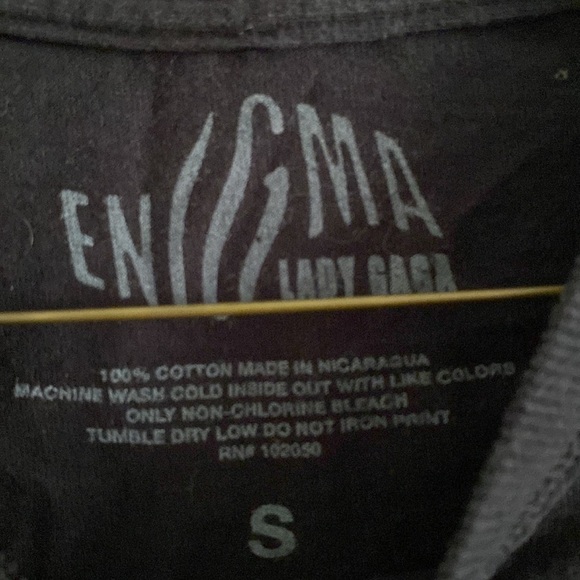 ENIGMA
LADY GAGA
100% COTTON MADE IN NICARAGUA
MACHINE WASH COLD INSIDE OUT WITH LIKE COLORS
ONLY NON-CHLORINE BLEACH
TUMBLE DRY LOW DO NOT IRON PRINT
RN# 102050
S